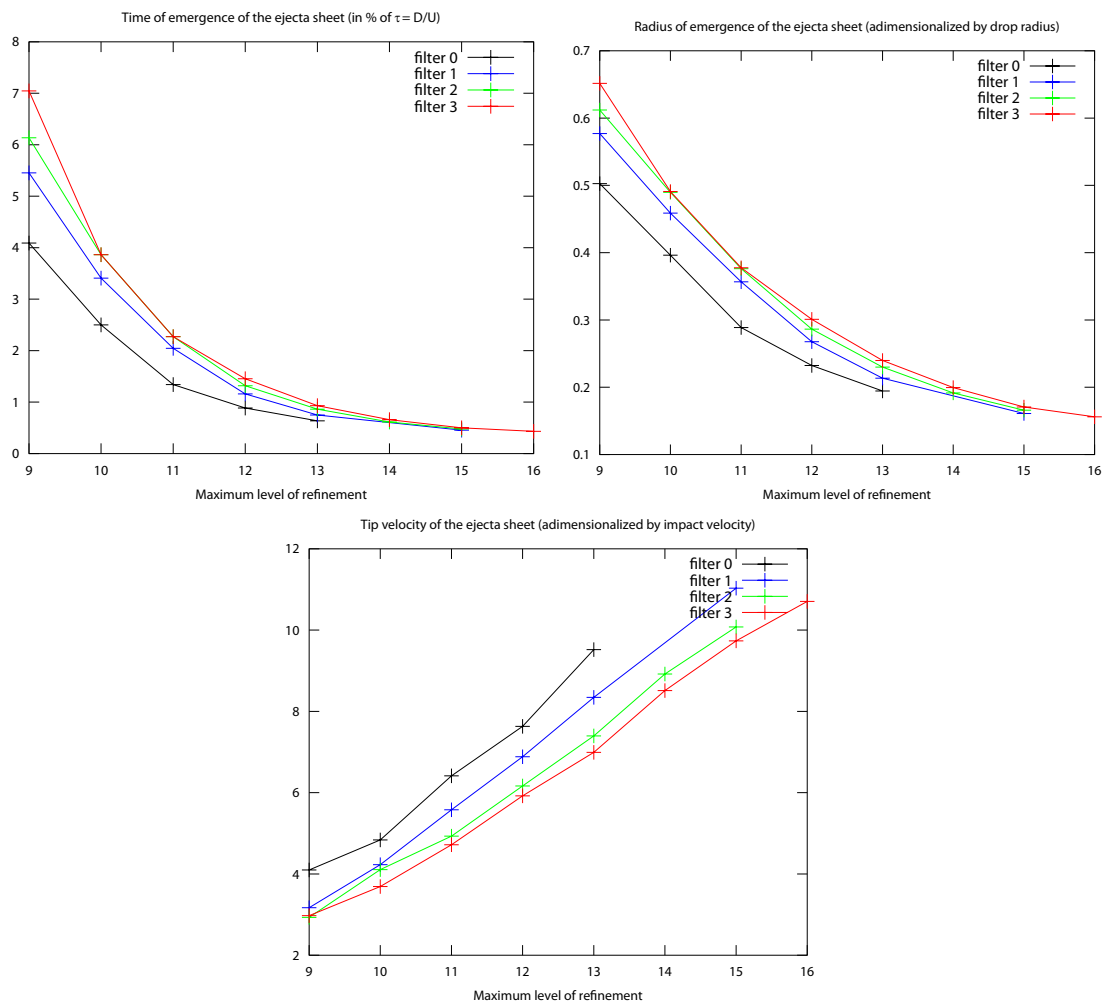 Time of emergence of the ejecta sheet (in % of τ = D/U)
8
7
6
5
4
3
2
1
0
filter 0
filter 1
filter 2
filter 3
9 10 11 12 13 14 15 16
Maximum level of refinement
Radius of emergence of the ejecta sheet (adimensionalized by drop radius)
0.7
0.6
0.5
0.4
0.3
0.2
0.1
filter 0
filter 1
filter 2
filter 3
9 10 11 12 13 14 15 16
Maximum level of refinement
Tip velocity of the ejecta sheet (adimensionalized by impact velocity)
12
10
8
6
4
2
filter 0
filter 1
filter 2
filter 3
9 10 11 12 13 14 15 16
Maximum level of refinement